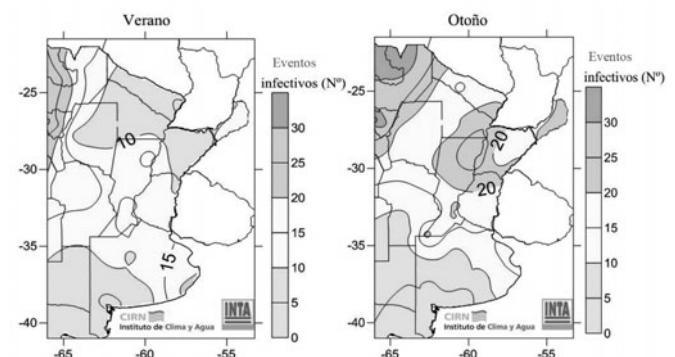 Verano
Eventos
infectivos (Nº)
-25
-30
-35
-40
-65
-60
-55
10
15
30
25
20
15
10
5
0
CIRN
Instituto de Clima y Agua
INTA
Otoño
Eventos
infectivos (Nº)
-25
-30
-35
-40
-65
-60
-55
20
20
30
25
20
15
10
5
0
CIRN
Instituto de Clima y Agua
INTA